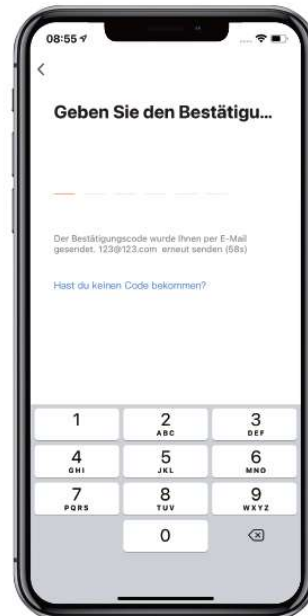 08:55
Geben Sie den Bestätigu...
Der Bestätigungscode wurde Ihnen per E-Mail
gesendet. 123@123.com erneut senden (58s)
Hast du keinen Code bekommen?
1
2
ABC
3
DEF
4
GHI
5
JKL
6
MNO
7
PQRS
8
TUV
9
WXYZ
0